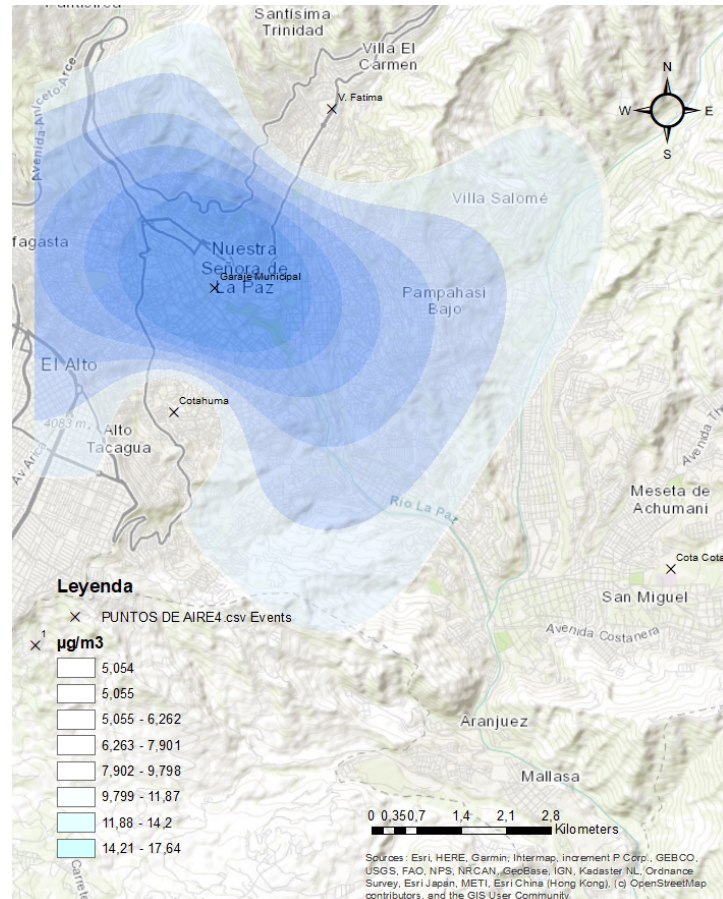 Santísima
Trinidad
Villa El
Carmen
Avenida Aniceto Arce
V. Fatima
N
W
E
S
Villa Salomé
fagasta
Nuestra
Señora de
La Paz
Garaje Municipal
Pampahasi
Bajo
El Alto
Cotahuma
4083 m.
Alto
Tacagua
Av Arica
Avenida Th
Río La Paz
Meseta de
Achumani
Cota Cota
San Miguel
Avenida Costanera
Leyenda
PUNTOS DE AIRE4.csv Events
1
µg/m3
5,054
5,055
5,055 - 6,262
6,263 - 7,901
7,902 - 9,798
9,799 - 11,87
11,88 - 14,2
14,21 - 17,64
Aranjuez
Mallasa
0 0,350,7 1,4 2,1 2,8
Kilometers
Carrete
Sources: Esri, HERE, Garmin, Intermap, increment P Corp., GEBCO,
USGS, FAO, NPS, NRCAN, GeoBase, IGN, Kadaster NL, Ordnance
Survey, Esri Japan, METI, Esri China (Hong Kong), (c) OpenStreetMap
contributors, and the GIS User Community